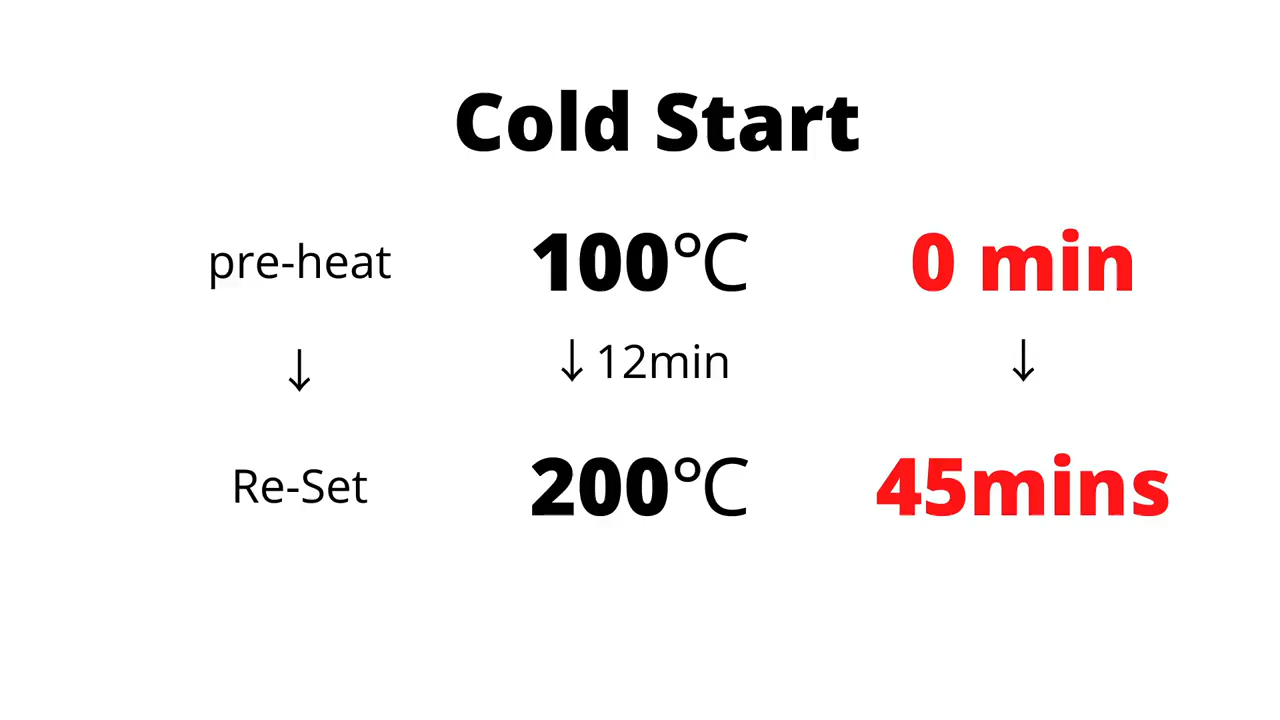 Cold Start
pre-heat 100℃ 0 min
↓ ↓12min ↓
Re-Set 200℃ 45mins